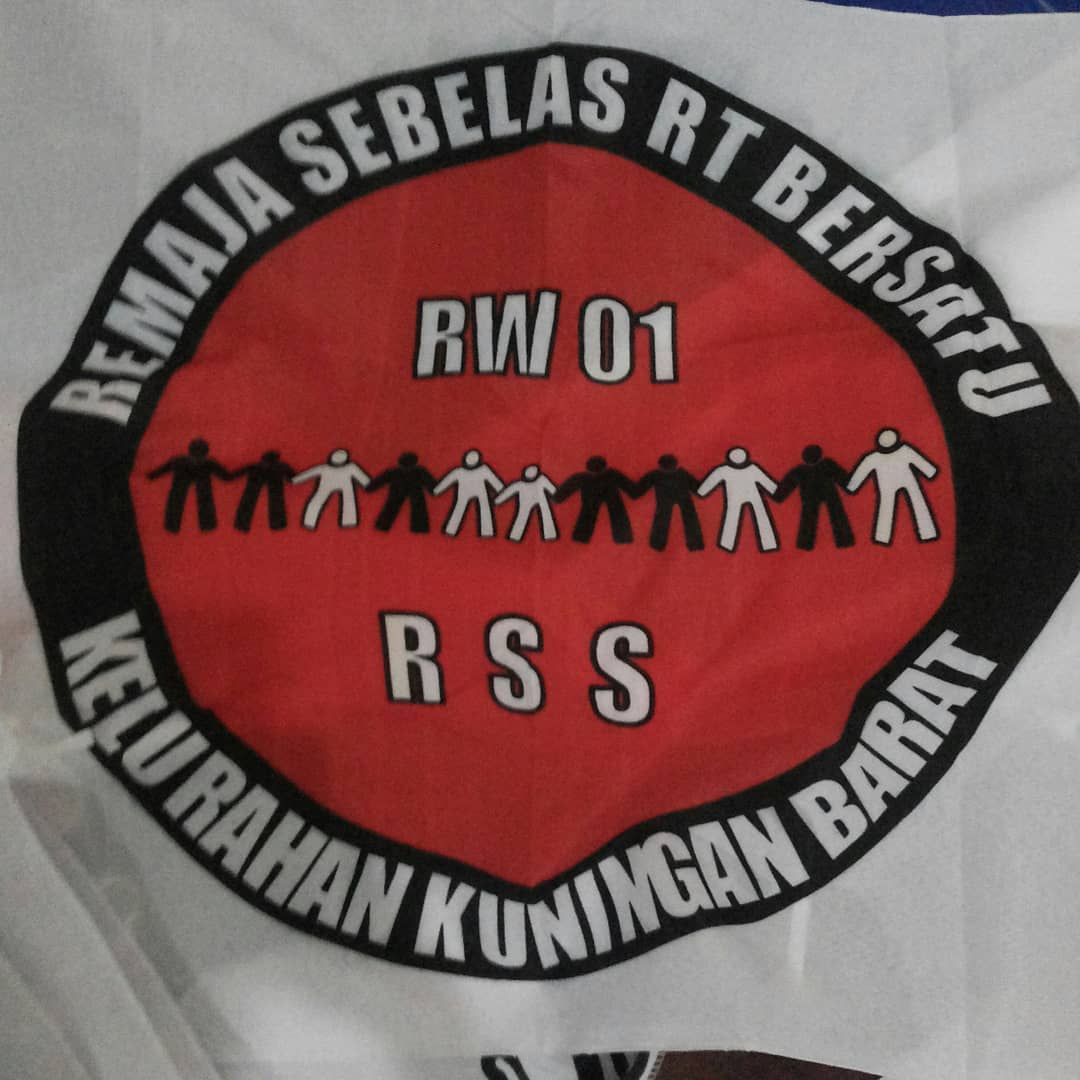 REMAJA SEBELAS RT BERSATU
RW 01
R S S
KELURAHAN KUNINGAN BARAT